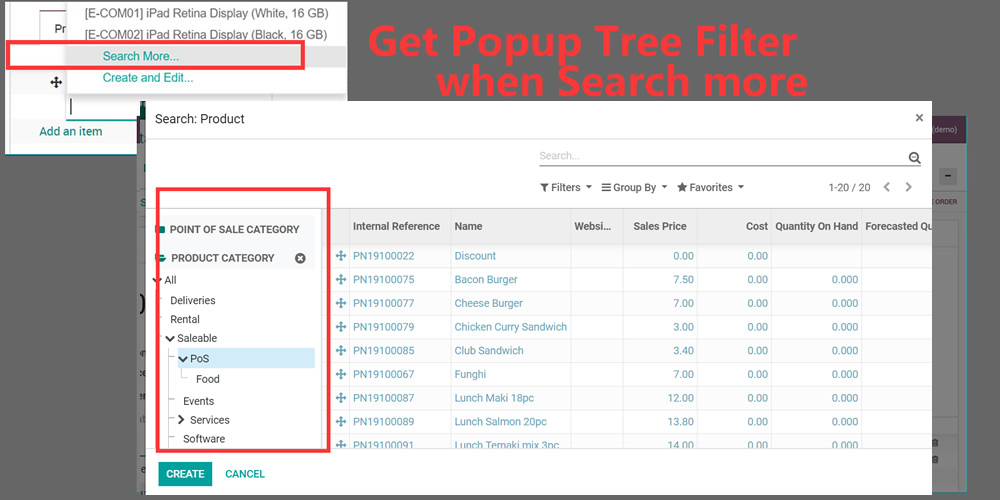 [E-COM01] iPad Retina Display (White, 16 GB)
Pr
[E-COM02] iPad Retina Display (Black, 16 GB)
Search More...
Create and Edit...
Add an item
Get Popup Tree Filter
when Search more
(demo)
ORDER
Search: Product
×
Search...
Filters
Group By
Favorites
1-20 / 20
POINT OF SALE CATEGORY
PRODUCT CATEGORY
All
Deliveries
Rental
Saleable
PoS
Food
Events
Services
Software
Internal Reference Name Websi... Sales Price Cost Quantity On Hand Forecasted Qu
PN19100022 Discount 0.00 0.00
PN19100075 Bacon Burger 7.50 0.00 0.000
PN19100077 Cheese Burger 7.00 0.00 0.000
PN19100079 Chicken Curry Sandwich 3.00 0.00 0.000
PN19100085 Club Sandwich 3.40 0.00 0.000
PN19100067 Funghi 7.00 0.00 0.000
PN19100087 Lunch Maki 18pc 12.00 0.00 0.000
PN19100089 Lunch Salmon 20pc 13.80 0.00 0.000
PN19100091 Lunch Temaki mix 3pc 14.00 0.00 0.000
CREATE
CANCEL